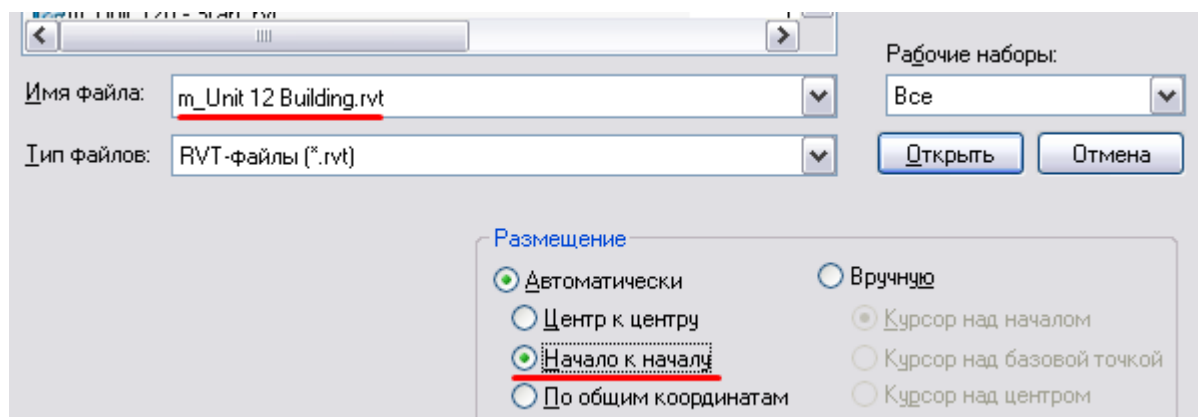 Рабочие наборы:
Имя файла: m_Unit 12 Building.rvt Все
Тип файлов: RVT-файлы (*.rvt) Открыть Отмена
Размещение
Автоматически Вручную
Центр к центру Курсор над началом
Начало к началу Курсор над базовой точкой
По общим координатам Курсор над центром